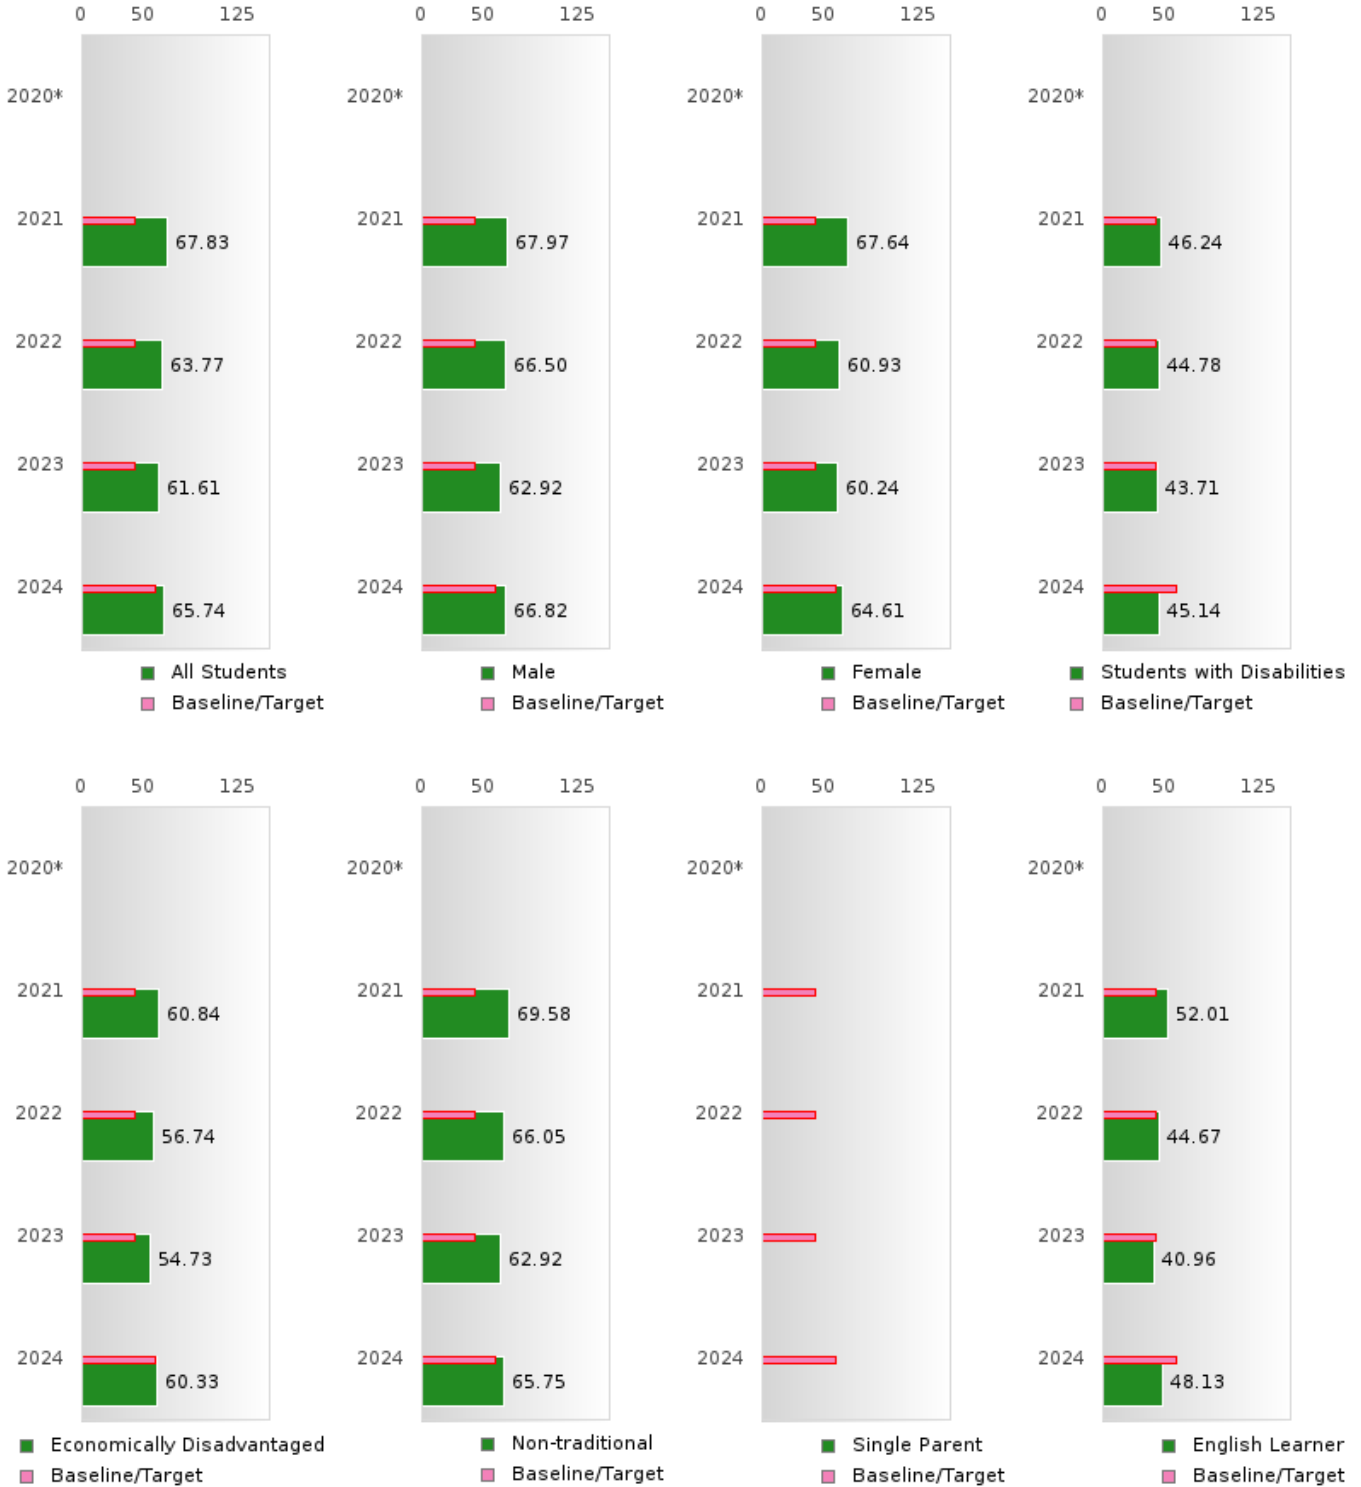 0 50 125 0 50 125 0 50 125 0 50 125
2020* 2020* 2020* 2020*
2021 2021 2021 2021
67.83 67.97 67.64 46.24
2022 2022 2022 2022
63.77 66.50 60.93 44.78
2023 2023 2023 2023
61.61 62.92 60.24 43.71
2024 2024 2024 2024
65.74 66.82 64.61 45.14
All Students Male Female Students with Disabilities
Baseline/Target Baseline/Target Baseline/Target Baseline/Target
0 50 125 0 50 125 0 50 125 0 50 125
2020* 2020* 2020* 2020*
2021 2021 2021 2021
60.84 69.58 52.01
2022 2022 2022 2022
56.74 66.05 44.67
2023 2023 2023 2023
54.73 62.92 40.96
2024 2024 2024 2024
60.33 65.75 48.13
Economically Disadvantaged Non-traditional Single Parent English Learner
Baseline/Target Baseline/Target Baseline/Target Baseline/Target